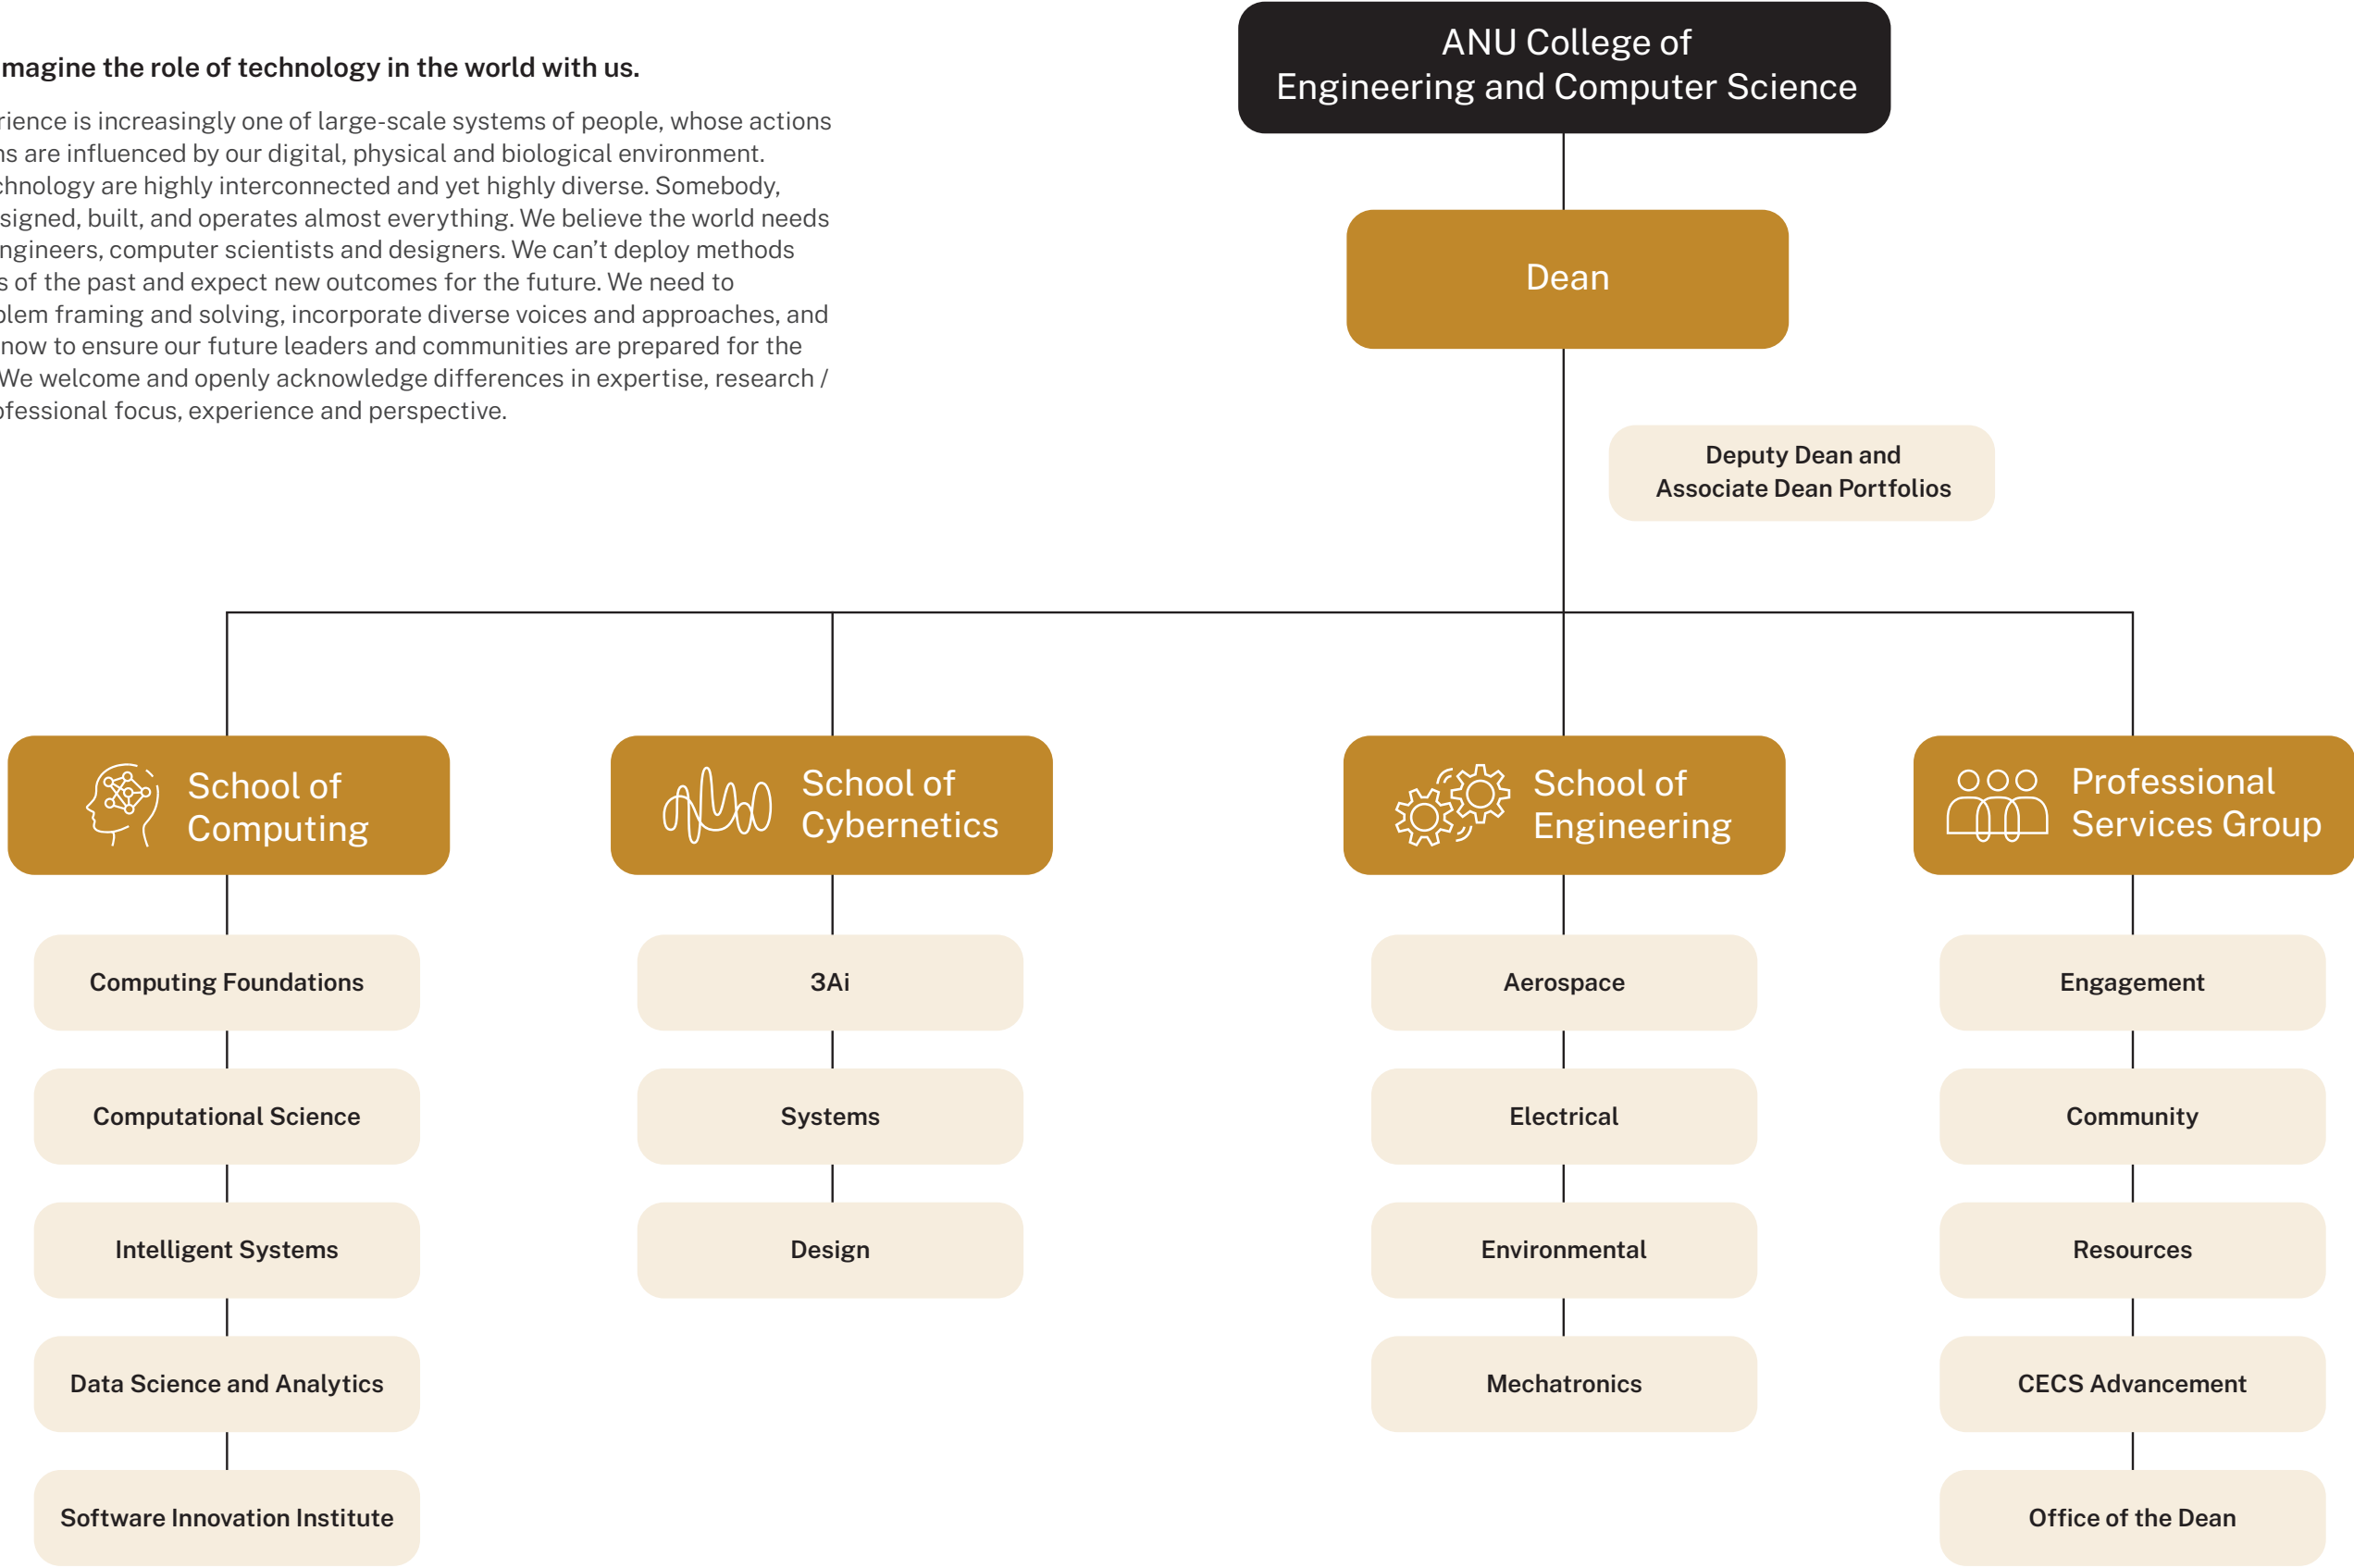 magine the role of technology in the world with us.
rience is increasingly one of large-scale systems of people, whose actions
ns are influenced by our digital, physical and biological environment.
chnology are highly interconnected and yet highly diverse. Somebody,
signed, built, and operates almost everything. We believe the world needs
ngineers, computer scientists and designers. We can’t deploy methods
s of the past and expect new outcomes for the future. We need to
blem framing and solving, incorporate diverse voices and approaches, and
now to ensure our future leaders and communities are prepared for the
We welcome and openly acknowledge differences in expertise, research /
ofessional focus, experience and perspective.
ANU College of
Engineering and Computer Science
Dean
Deputy Dean and
Associate Dean Portfolios
School of
Computing
Computing Foundations
Computational Science
Intelligent Systems
Data Science and Analytics
Software Innovation Institute
School of
Cybernetics
3Ai
Systems
Design
School of
Engineering
Aerospace
Electrical
Environmental
Mechatronics
Professional
Services Group
Engagement
Community
Resources
CECS Advancement
Office of the Dean